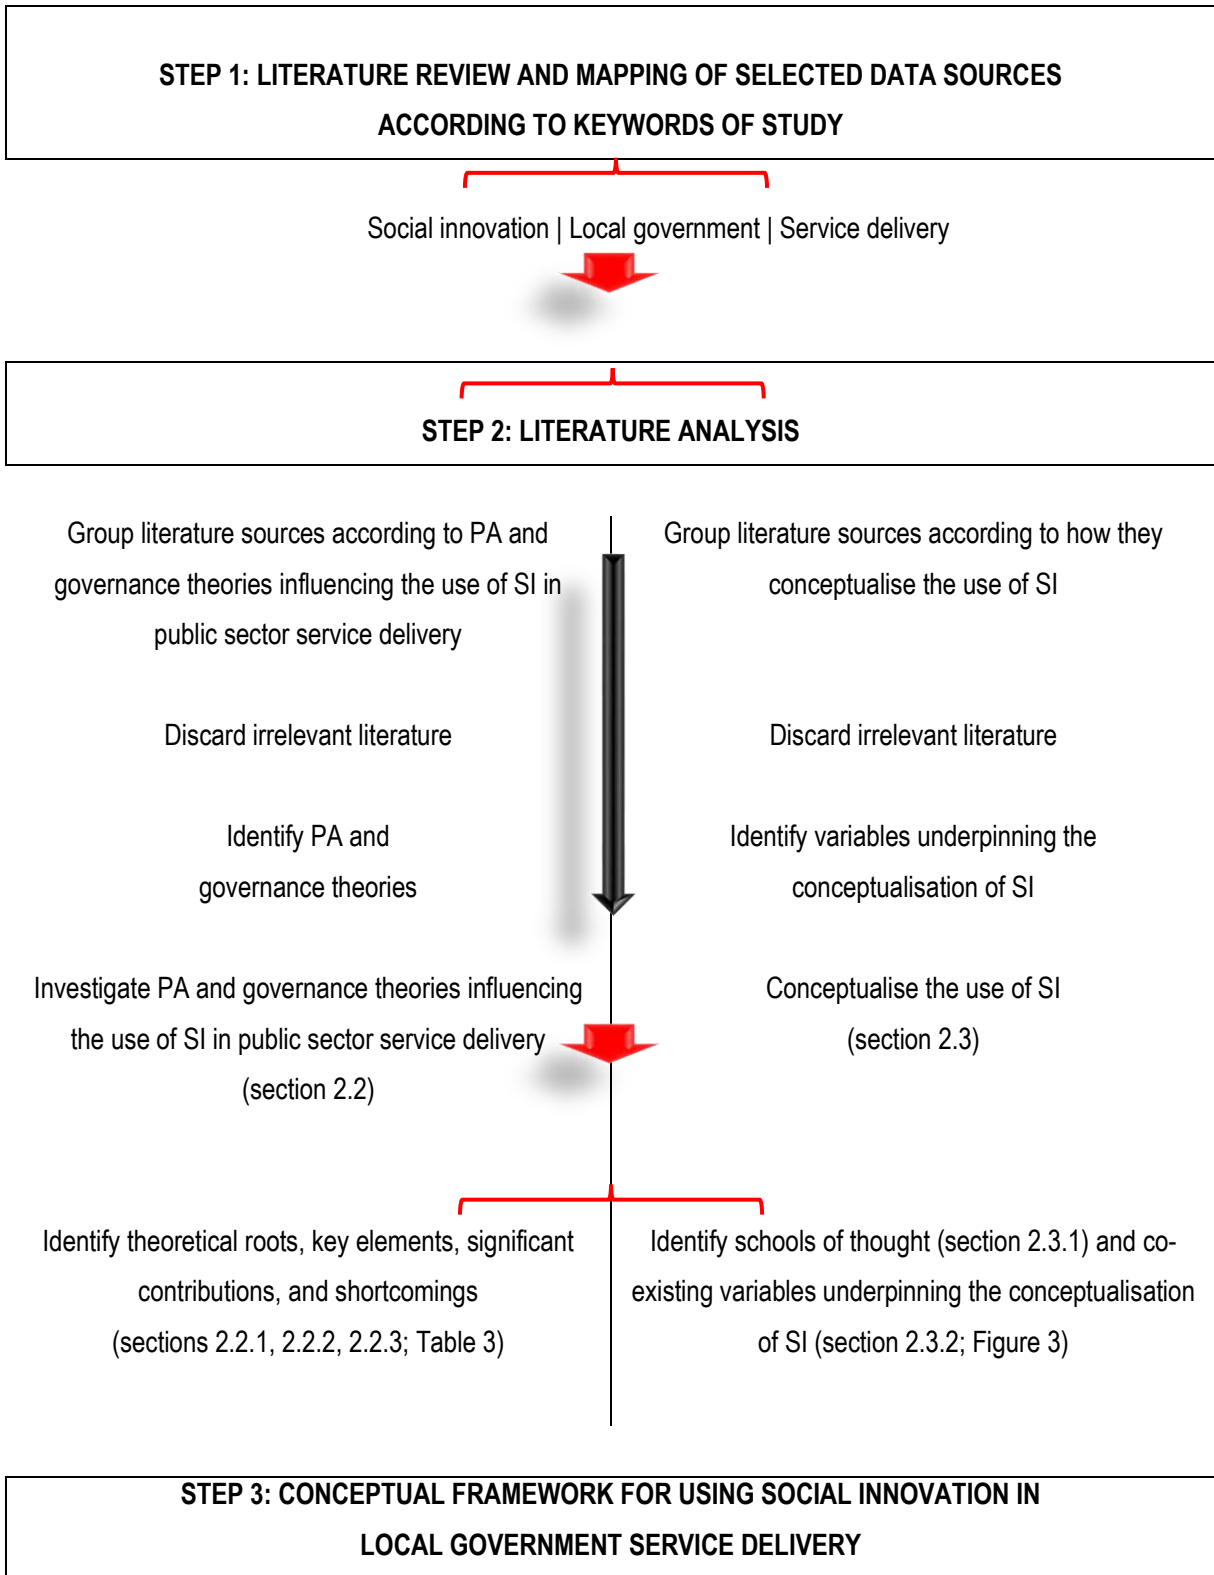 STEP 1: LITERATURE REVIEW AND MAPPING OF SELECTED DATA SOURCES
ACCORDING TO KEYWORDS OF STUDY
Social innovation | Local government | Service delivery
STEP 2: LITERATURE ANALYSIS
Group literature sources according to PA and
governance theories influencing the use of SI in
public sector service delivery
Discard irrelevant literature
Identify PA and
governance theories
Investigate PA and governance theories influencing
the use of SI in public sector service delivery
(section 2.2)
Identify theoretical roots, key elements, significant
contributions, and shortcomings
(sections 2.2.1, 2.2.2, 2.2.3; Table 3)
Group literature sources according to how they
conceptualise the use of SI
Discard irrelevant literature
Identify variables underpinning the
conceptualisation of SI
Conceptualise the use of SI
(section 2.3)
Identify schools of thought (section 2.3.1) and co-
existing variables underpinning the conceptualisation
of SI (section 2.3.2; Figure 3)
STEP 3: CONCEPTUAL FRAMEWORK FOR USING SOCIAL INNOVATION IN
LOCAL GOVERNMENT SERVICE DELIVERY